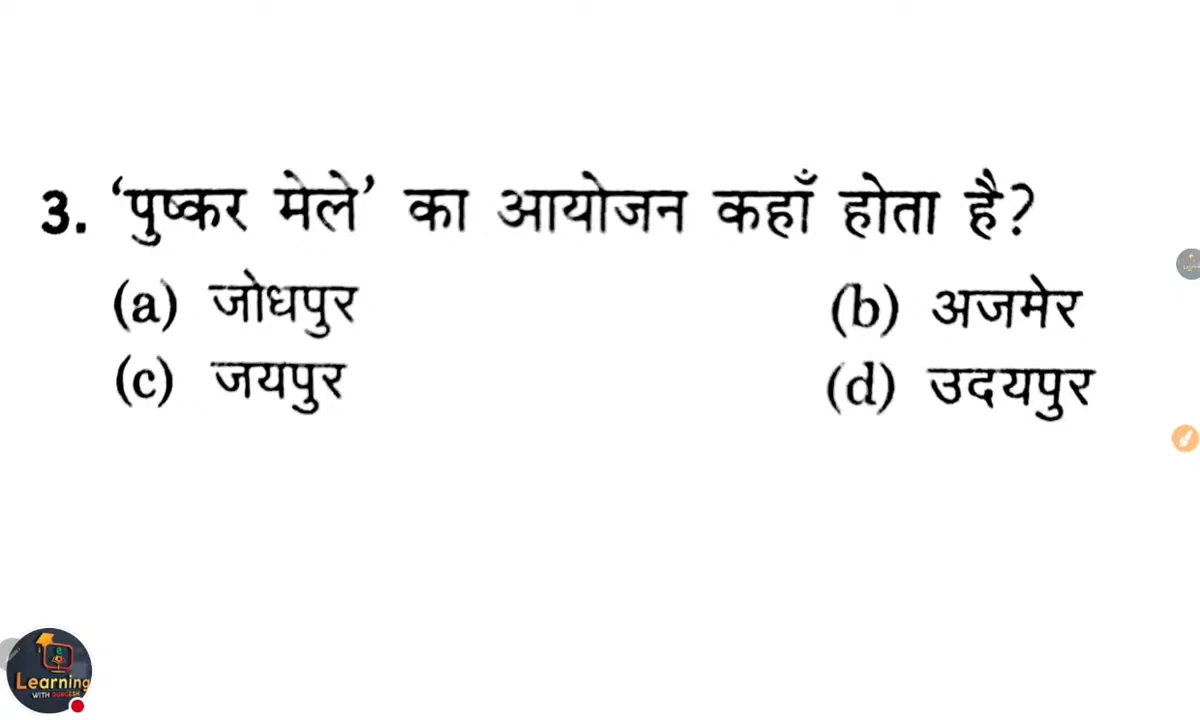 3. ‘पुष्कर मेले’ का आयोजन कहाँ होता है?
(a) जोधपुर (b) अजमेर
(c) जयपुर (d) उदयपुर
Learning
WITH DURGESH